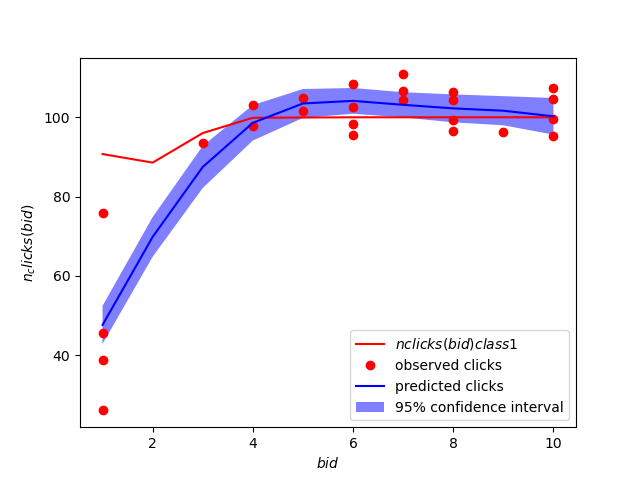 100
80
60
40
2
4
6
8
10
n_clicks(bid)
bid
nclicks(bid)class1
observed clicks
predicted clicks
95% confidence interval